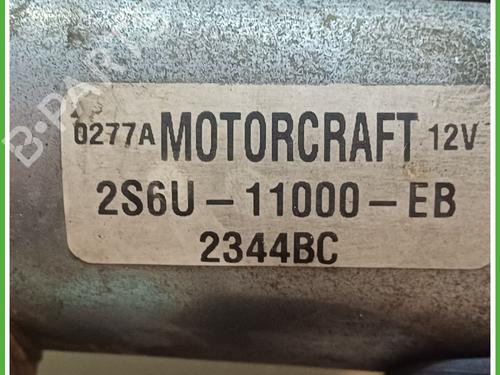 0277A MOTORCRAFT 12V
2S6U-11000-EB
2344BC
B-PARTS